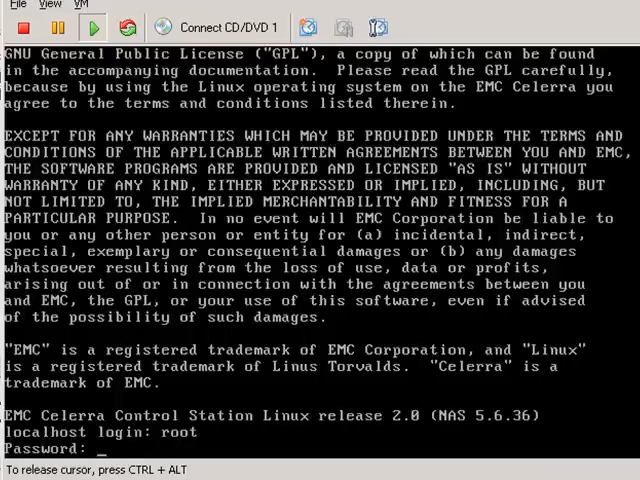 File View VM
Connect CD/DVD 1
GNU General Public License ("GPL"), a copy of which can be found
in the accompanying documentation.  Please read the GPL carefully,
because by using the Linux operating system on the EMC Celerra you
agree to the terms and conditions listed therein.
EXCEPT FOR ANY WARRANTIES WHICH MAY BE PROVIDED UNDER THE TERMS AND
CONDITIONS OF THE APPLICABLE WRITTEN AGREEMENTS BETWEEN YOU AND EMC,
THE SOFTWARE PROGRAMS ARE PROVIDED AND LICENSED "AS IS" WITHOUT
WARRANTY OF ANY KIND, EITHER EXPRESSED OR IMPLIED, INCLUDING, BUT
NOT LIMITED TO, THE IMPLIED MERCHANTABILITY AND FITNESS FOR A
PARTICULAR PURPOSE.  In no event will EMC Corporation be liable to
you or any other person or entity for (a) incidental, indirect,
special, exemplary or consequential damages or (b) any damages
whatsoever resulting from the loss of use, data or profits,
arising out of or in connection with the agreements between you
and EMC, the GPL, or your use of this software, even if advised
of the possibility of such damages.
"EMC" is a registered trademark of EMC Corporation, and "Linux"
is a registered trademark of Linus Torvalds.  "Celerra" is a
trademark of EMC.
EMC Celerra Control Station Linux release 2.0 (NAS 5.6.36)
localhost login: root
Password: _
To release cursor, press CTRL + ALT